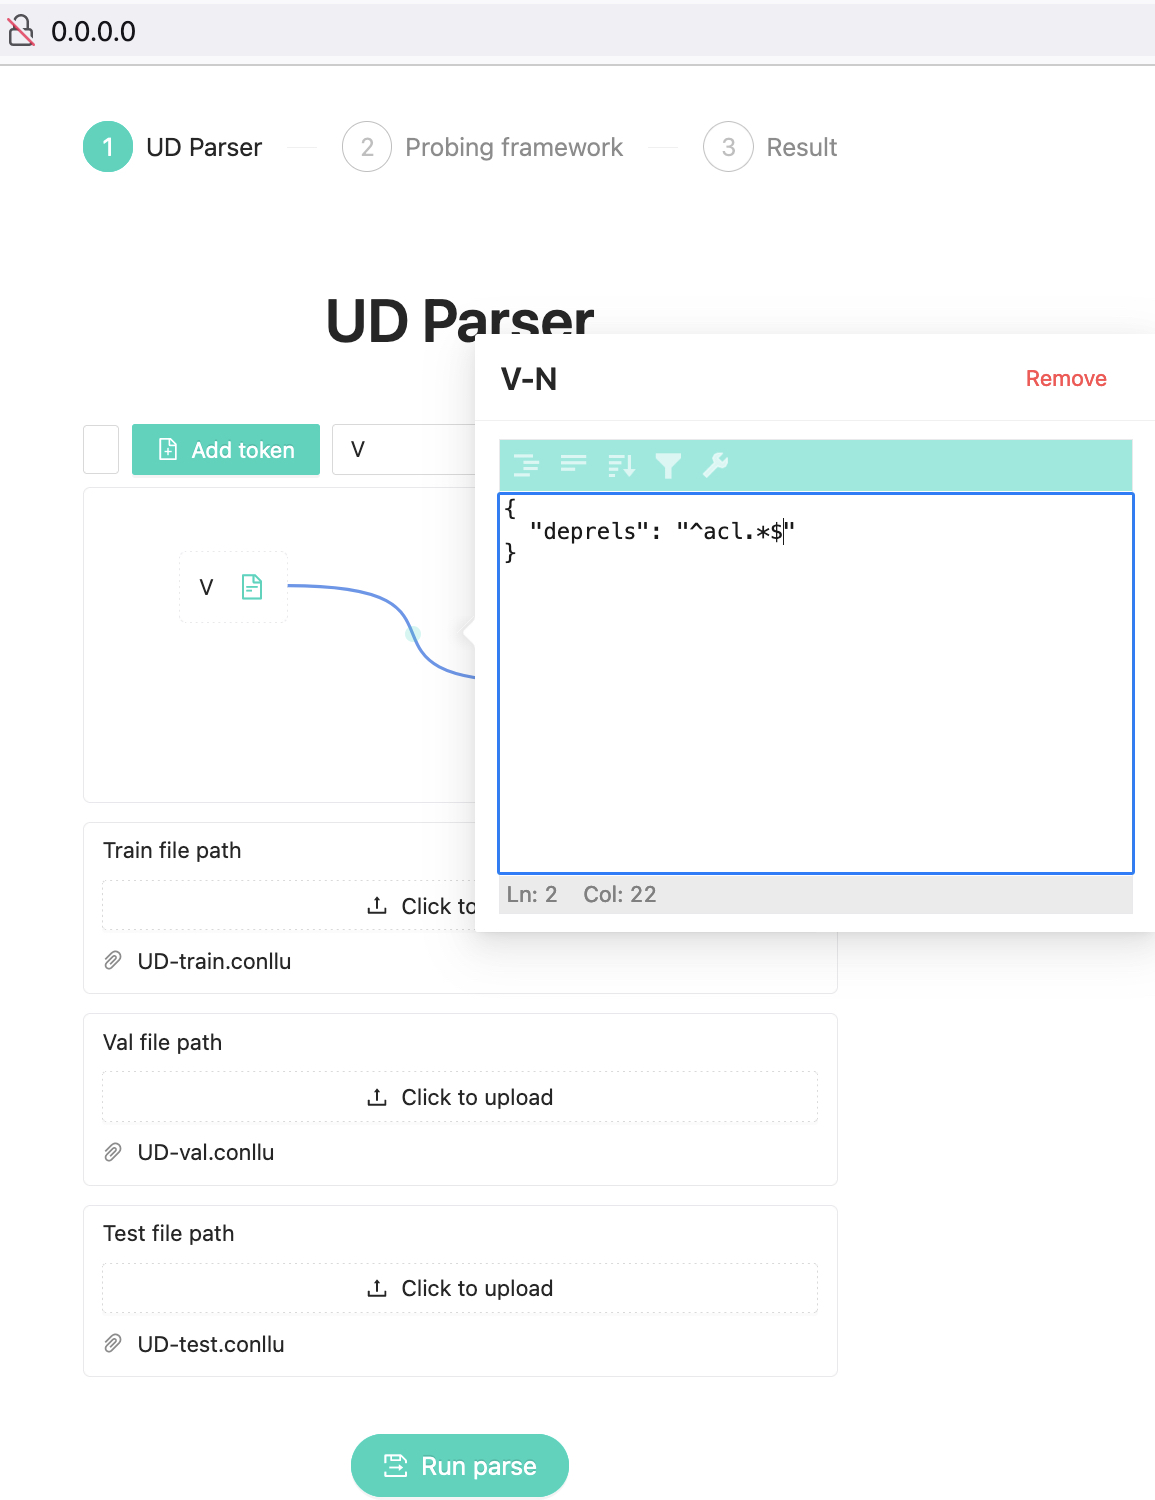 0.0.0.0
1 UD Parser 2 Probing framework 3 Result
UD Parser
V-N Remove
Add token V
{
"deprels": "^acl.*$"
}
V
Ln: 2 Col: 22
Train file path
Click to
UD-train.conllu
Val file path
Click to upload
UD-val.conllu
Test file path
Click to upload
UD-test.conllu
Run parse